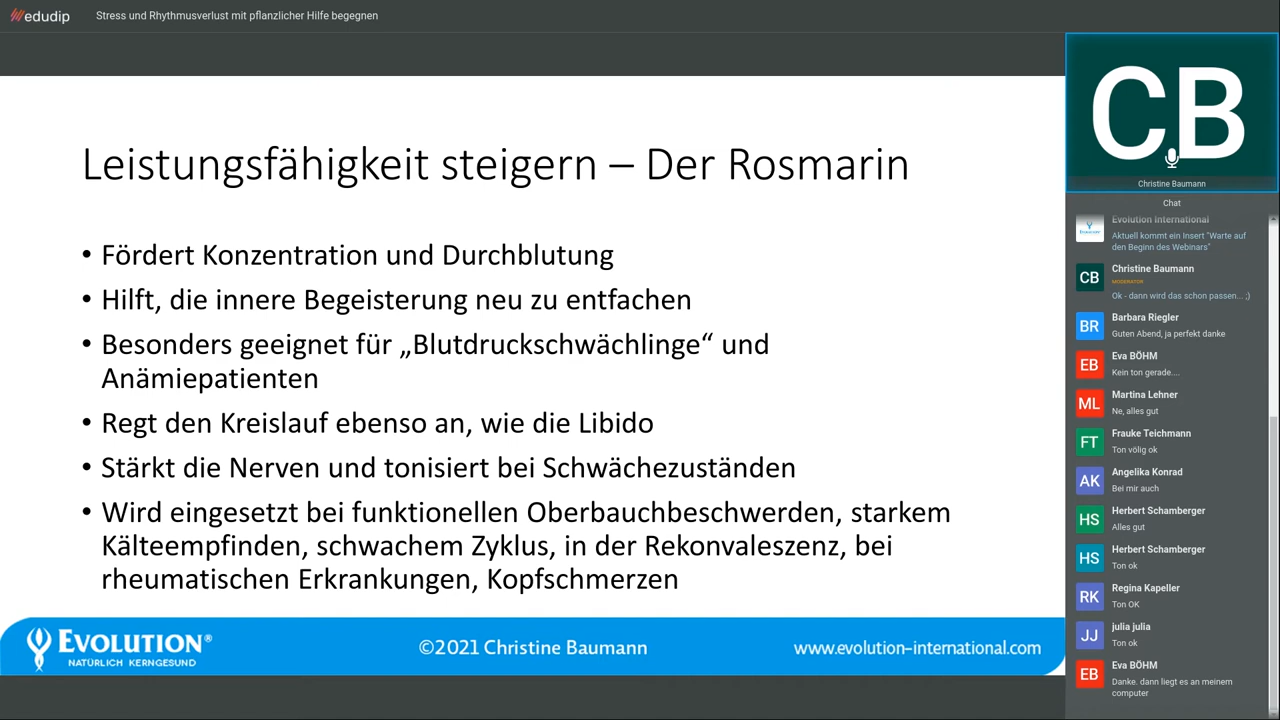 edudip
Stress und Rhythmusverlust mit pflanzlicher Hilfe begegnen
Leistungsfähigkeit steigern – Der Rosmarin
• Fördert Konzentration und Durchblutung
• Hilft, die innere Begeisterung neu zu entfachen
• Besonders geeignet für „Blutdruckschwächlinge“ und
Anämiepatienten
• Regt den Kreislauf ebenso an, wie die Libido
• Stärkt die Nerven und tonisiert bei Schwächezuständen
• Wird eingesetzt bei funktionellen Oberbauchbeschwerden, starkem
Kälteempfinden, schwachem Zyklus, in der Rekonvaleszenz, bei
rheumatischen Erkrankungen, Kopfschmerzen
EVOLUTION®
NATÜRLICH KERNGESUND
©2021 Christine Baumann
www.evolution-international.com
CB
Christine Baumann
Chat
Evolution International
Aktuell kommt ein Insert "Warte auf
den Beginn des Webinars"
CB
Christine Baumann
MODERATOR
Ok - dann wird das schon passen... ;)
BR
Barbara Riegler
Guten Abend, ja perfekt danke
EB
Eva BÖHM
Kein ton gerade....
ML
Martina Lehner
Ne, alles gut
FT
Frauke Teichmann
Ton völig ok
AK
Angelika Konrad
Bei mir auch
HS
Herbert Schamberger
Alles gut
HS
Herbert Schamberger
Ton ok
RK
Regina Kapeller
Ton OK
JJ
julia julia
Ton ok
EB
Eva BÖHM
Danke. dann liegt es an meinem
computer